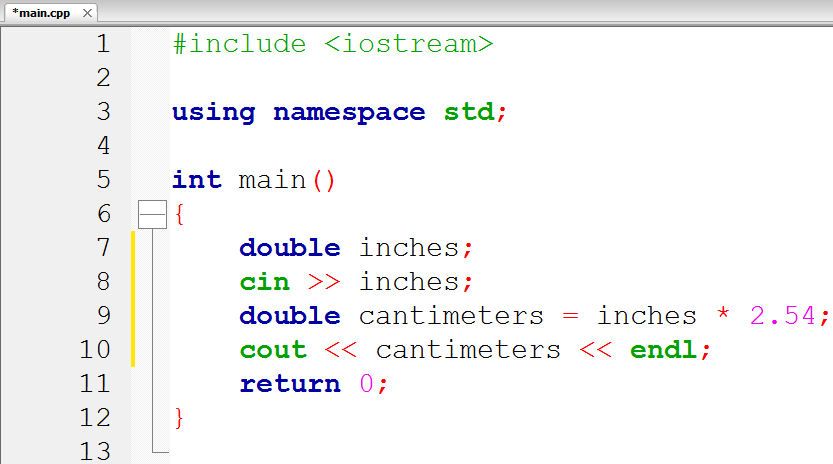 *main.cpp
1 #include <iostream>
2
3 using namespace std;
4
5 int main()
6 {
7 double inches;
8 cin >> inches;
9 double cantimeters = inches * 2.54;
10 cout << cantimeters << endl;
11 return 0;
12 }
13